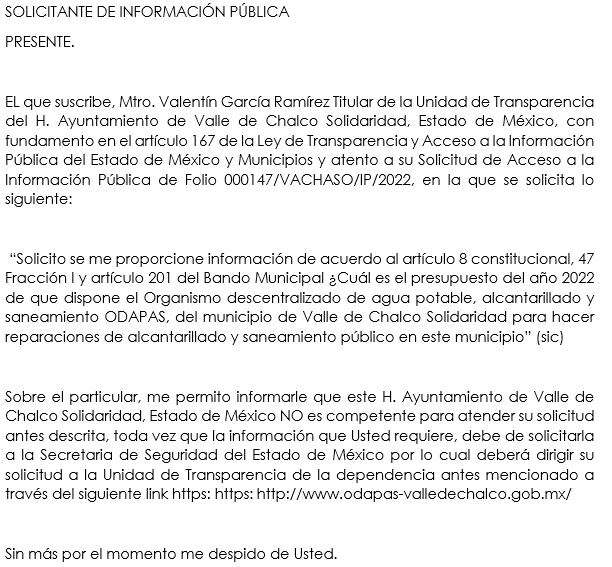 SOLICITANTE DE INFORMACIÓN PÚBLICA
PRESENTE.
EL que suscribe, Mtro. Valentín García Ramírez Titular de la Unidad de Transparencia
del H. Ayuntamiento de Valle de Chalco Solidaridad, Estado de México, con
fundamento en el artículo 167 de la Ley de Transparencia y Acceso a la Información
Pública del Estado de México y Municipios y atento a su Solicitud de Acceso a la
Información Pública de Folio 000147/VACHASO/IP/2022, en la que se solicita lo
siguiente:
“Solicito se me proporcione información de acuerdo al artículo 8 constitucional, 47
Fracción I y artículo 201 del Bando Municipal ¿Cuál es el presupuesto del año 2022
de que dispone el Organismo descentralizado de agua potable, alcantarillado y
saneamiento ODAPAS, del municipio de Valle de Chalco Solidaridad para hacer
reparaciones de alcantarillado y saneamiento público en este municipio” (sic)
Sobre el particular, me permito informarle que este H. Ayuntamiento de Valle de
Chalco Solidaridad, Estado de México NO es competente para atender su solicitud
antes descrita, toda vez que la información que Usted requiere, debe de solicitarla
a la Secretaria de Seguridad del Estado de México por lo cual deberá dirigir su
solicitud a la Unidad de Transparencia de la dependencia antes mencionado a
través del siguiente link https: https: http://www.odapas-valledechalco.gob.mx/
Sin más por el momento me despido de Usted.